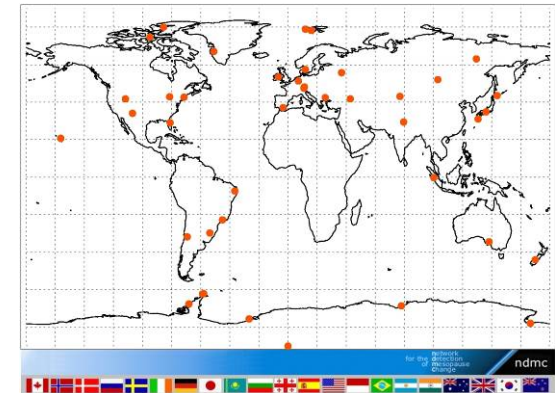 network
for the detection
of mesopause
change
ndmc